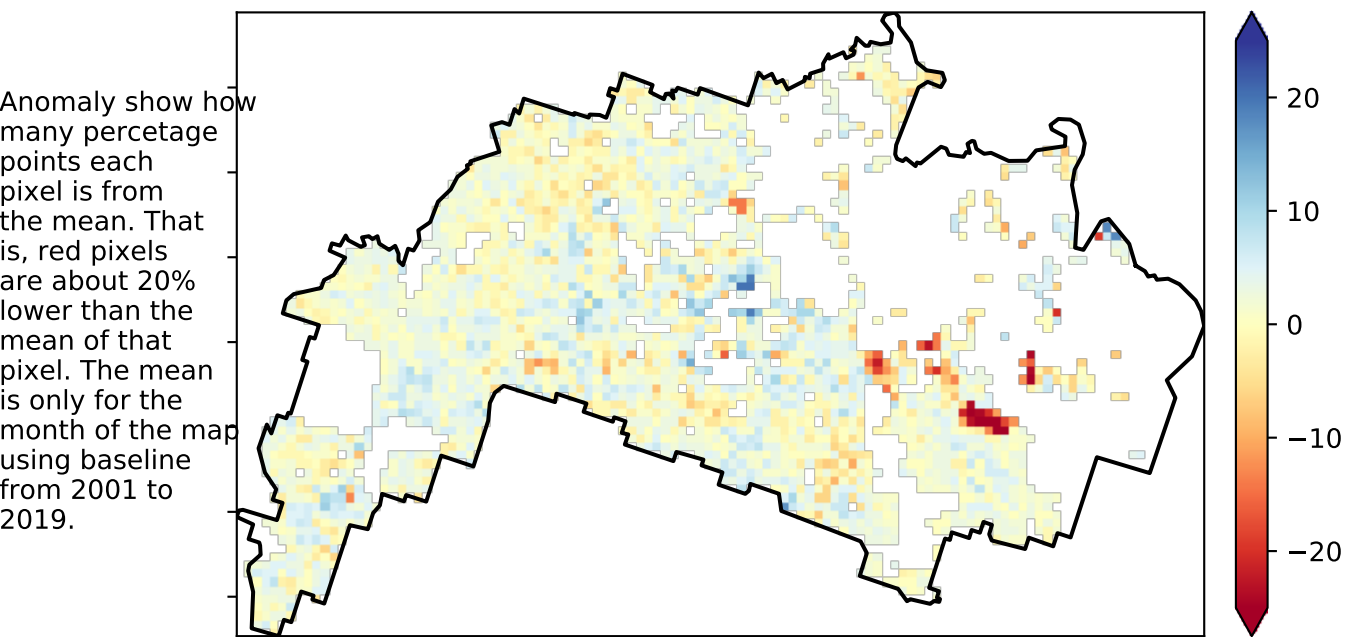 Anomaly show how
many percetage
points each
pixel is from
the mean. That
is, red pixels
are about 20%
lower than the
mean of that
pixel. The mean
is only for the
month of the map
using baseline
from 2001 to
2019.
20
10
0
−10
−20